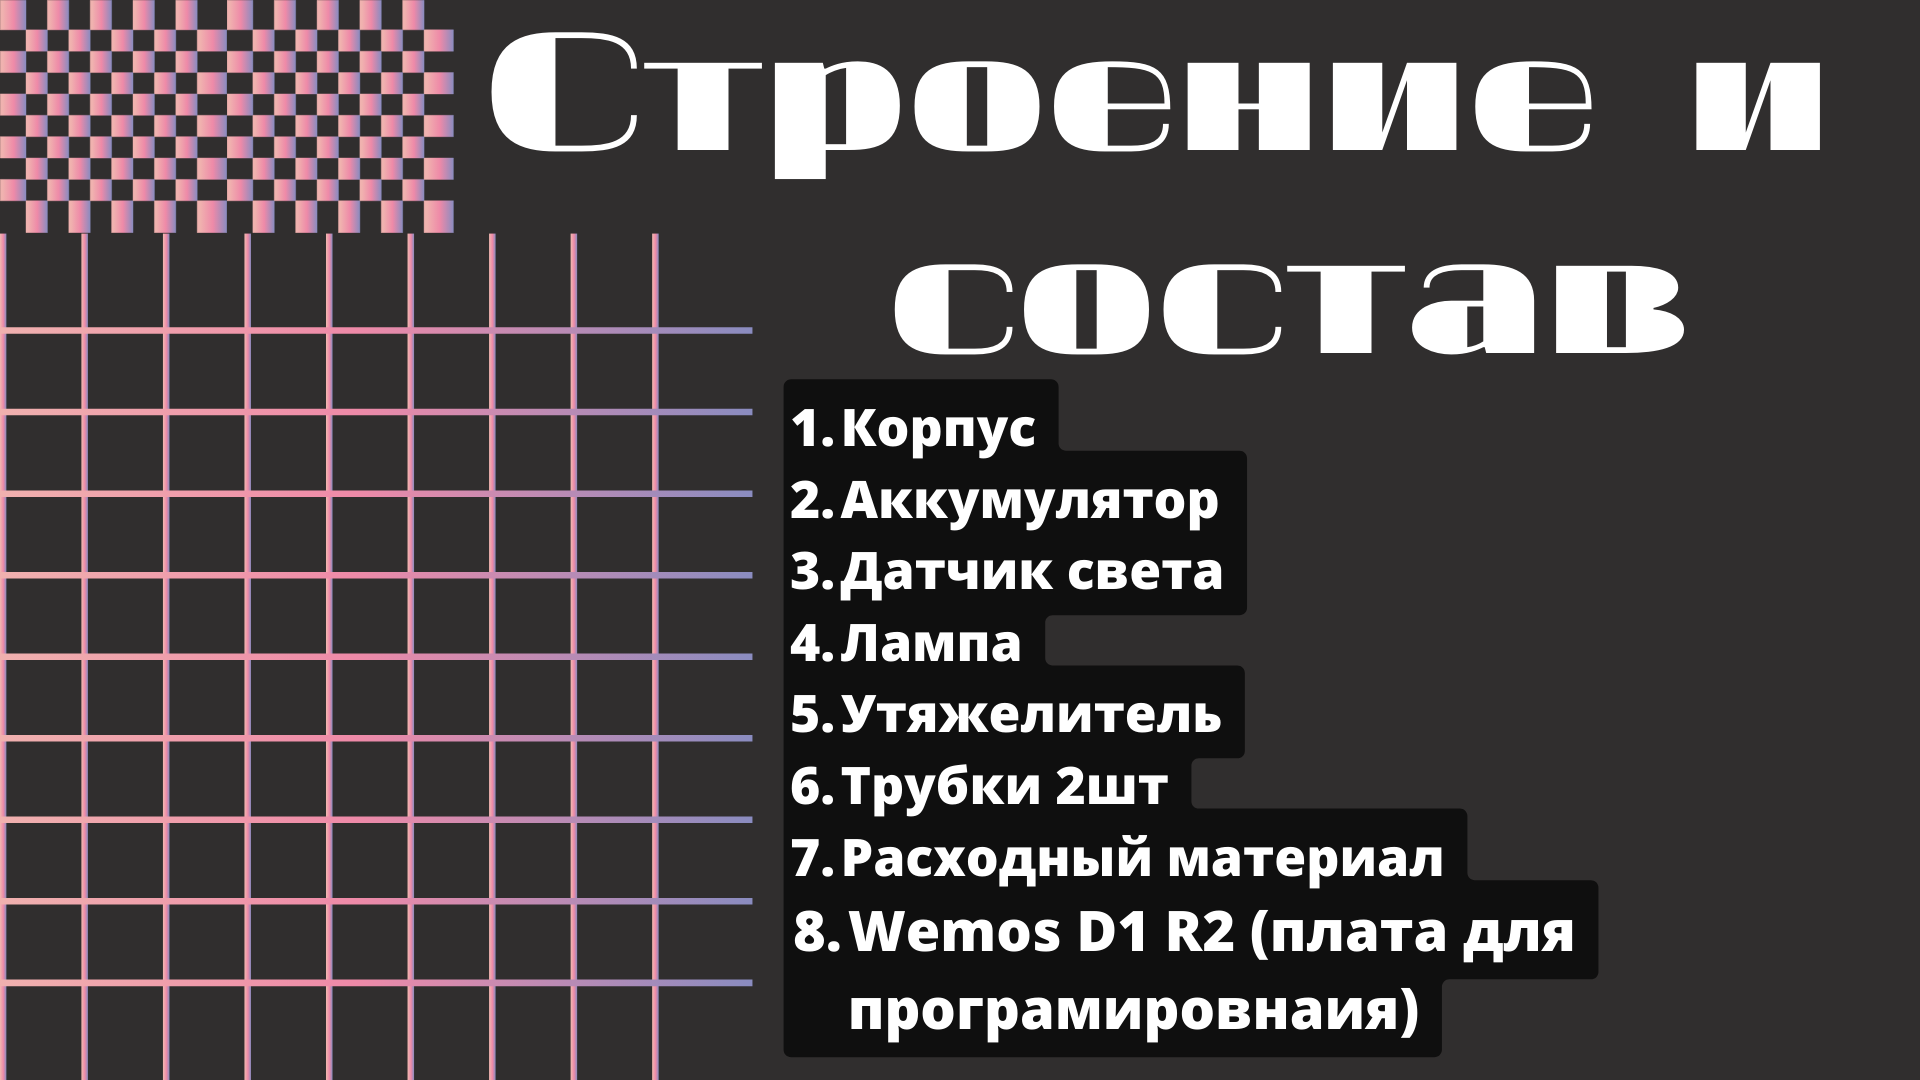 Строение и
состав
1. Корпус
2. Аккумулятор
3. Датчик света
4. Лампа
5. Утяжелитель
6. Трубки 2шт
7. Расходный материал
8. Wemos D1 R2 (плата для
програмировнаия)